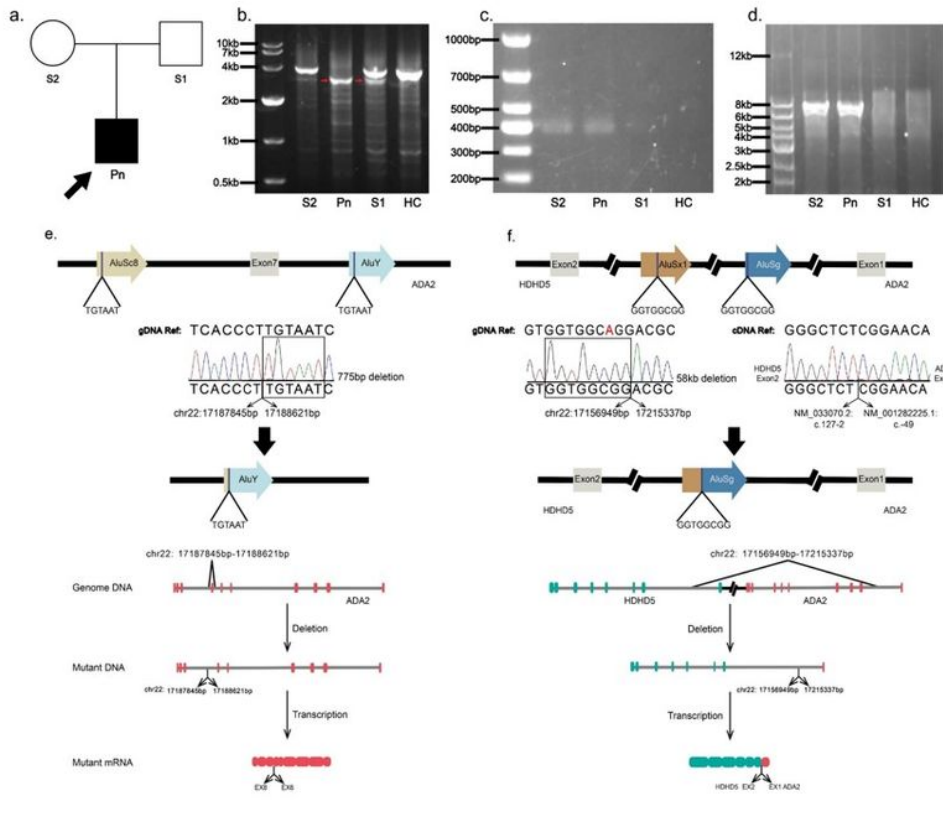 a.
S2
S1
Pn
b.
10kb
7kb
4kb
2kb
1kb
0.5kb
S2 Pn S1 HC
c.
1000bp
700bp
500bp
400bp
300bp
200bp
S2 Pn S1 HC
d.
12kb
8kb
6kb
5kb
4kb
3kb
2.5kb
2kb
S2 Pn S1 HC
e.
AluSc8 Exon7 AluY
ADA2
TGTAAT TGTAAT
gDNA Ref: TCACCCTTGTAATC
775bp deletion
TCACCCTTGTAATC
chr22:17187845bp 17188621bp
AluY
TGTAAT
chr22: 17187845bp-17188621bp
Genome DNA
ADA2
Deletion
Mutant DNA
chr22: 17187845bp 17188621bp
Transcription
Mutant mRNA
EX8 EX6
f.
Exon2 AluSx1 AluSg Exon1
HDHD5 ADA2
GGTGGCGG GGTGGCGG
gDNA Ref: GTGGTGGCAGGACGC
58kb deletion
GTGGTGGCGGACGC
chr22:17156949bp 17215337bp
cDNA Ref: GGGCTCTCGGAACA
HDHD5
Exon2
AD
Ex
GGGCTCTCGGAACA
NM_033070.2: NM_001282225.1:
c.127-2 c.-49
Exon2 AluSg Exon1
HDHD5 ADA2
GGTGGCGG
chr22: 17156949bp-17215337bp
HDHD5 ADA2
Deletion
chr22: 17156949bp 17215337bp
Transcription
HDHD5 EX2 EX1 ADA2